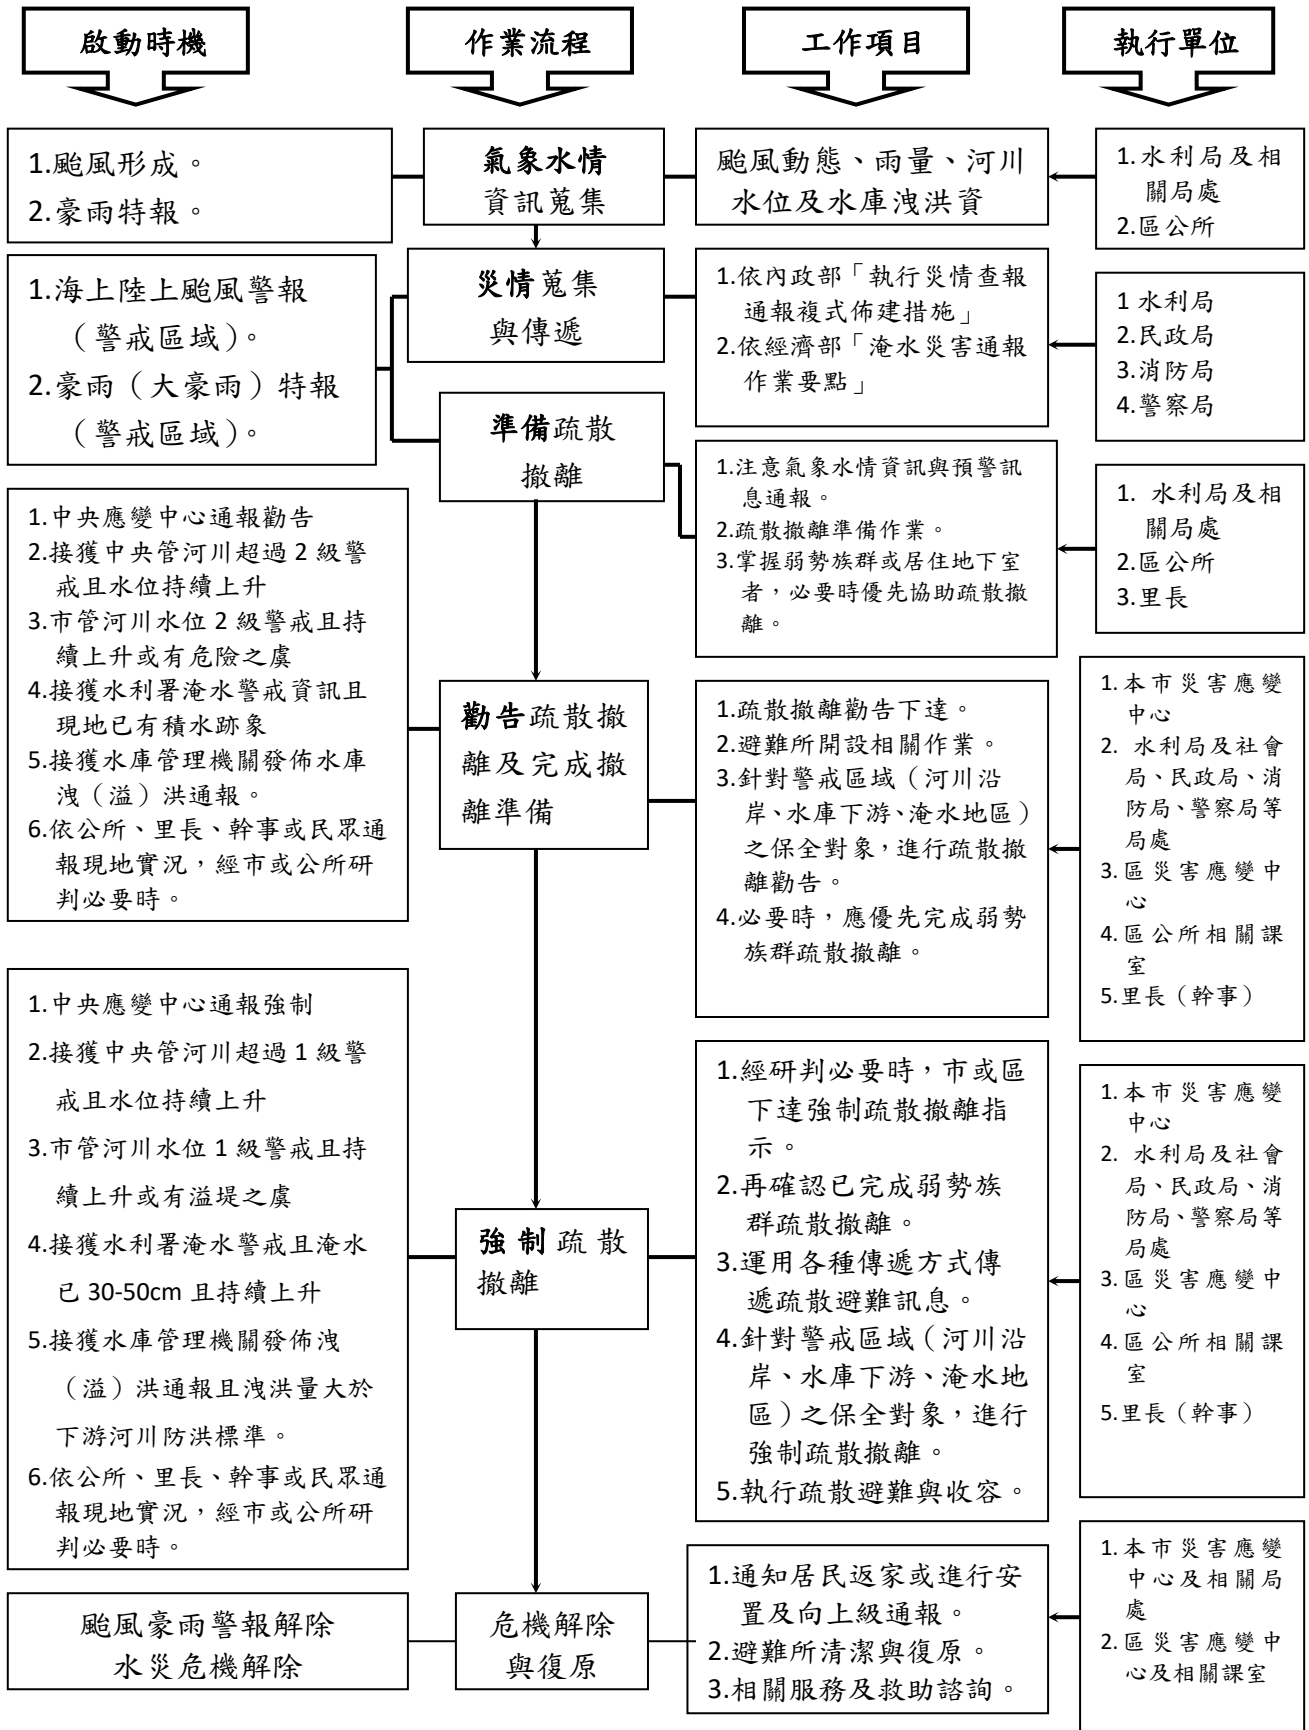 啟動時機
作業流程
工作項目
執行單位
1.颱風形成。
2.豪雨特報。
氣象水情
資訊蒐集
颱風動態、雨量、河川
水位及水庫洩洪資
1.水利局及相
關局處
2.區公所
1.海上陸上颱風警報
（警戒區域）。
2.豪雨（大豪雨）特報
（警戒區域）。
災情蒐集
與傳遞
1.依內政部「執行災情查報
通報複式佈建措施」
2.依經濟部「淹水災害通報
作業要點」
1 水利局
2.民政局
3.消防局
4.警察局
準備疏散
撤離
1.注意氣象水情資訊與預警訊
息通報。
2.疏散撤離準備作業。
3.掌握弱勢族群或居住地下室
者，必要時優先協助疏散撤
離。
1. 水利局及相
關局處
2.區公所
3.里長
1.中央應變中心通報勸告
2.接獲中央管河川超過 2 級警
戒且水位持續上升
3.市管河川水位 2 級警戒且持
續上升或有危險之虞
4.接獲水利署淹水警戒資訊且
現地已有積水跡象
5.接獲水庫管理機關發佈水庫
洩（溢）洪通報。
6.依公所、里長、幹事或民眾通
報現地實況，經市或公所研
判必要時。
勸告疏散撤
離及完成撤
離準備
1.疏散撤離勸告下達。
2.避難所開設相關作業。
3.針對警戒區域（河川沿
岸、水庫下游、淹水地區）
之保全對象，進行疏散撤
離勸告。
4.必要時，應優先完成弱勢
族群疏散撤離。
1.本市災害應變
中心
2. 水利局及社會
局、民政局、消
防局、警察局等
局處
3.區災害應變中
心
4.區公所相關課
室
5.里長（幹事）
1.中央應變中心通報強制
2.接獲中央管河川超過 1 級警
戒且水位持續上升
3.市管河川水位 1 級警戒且持
續上升或有溢堤之虞
4.接獲水利署淹水警戒且淹水
已 30-50cm 且持續上升
5.接獲水庫管理機關發佈洩
（溢）洪通報且洩洪量大於
下游河川防洪標準。
6.依公所、里長、幹事或民眾通
報現地實況，經市或公所研
判必要時。
強制疏散
撤離
1.經研判必要時，市或區
下達強制疏散撤離指
示。
2.再確認已完成弱勢族
群疏散撤離。
3.運用各種傳遞方式傳
遞疏散避難訊息。
4.針對警戒區域（河川沿
岸、水庫下游、淹水地
區）之保全對象，進行
強制疏散撤離。
5.執行疏散避難與收容。
1.本市災害應變
中心
2. 水利局及社會
局、民政局、消
防局、警察局等
局處
3.區災害應變中
心
4.區公所相關課
室
5.里長（幹事）
颱風豪雨警報解除
水災危機解除
危機解除
與復原
1.通知居民返家或進行安
置及向上級通報。
2.避難所清潔與復原。
3.相關服務及救助諮詢。
1.本市災害應變
中心及相關局
處
2.區災害應變中
心及相關課室